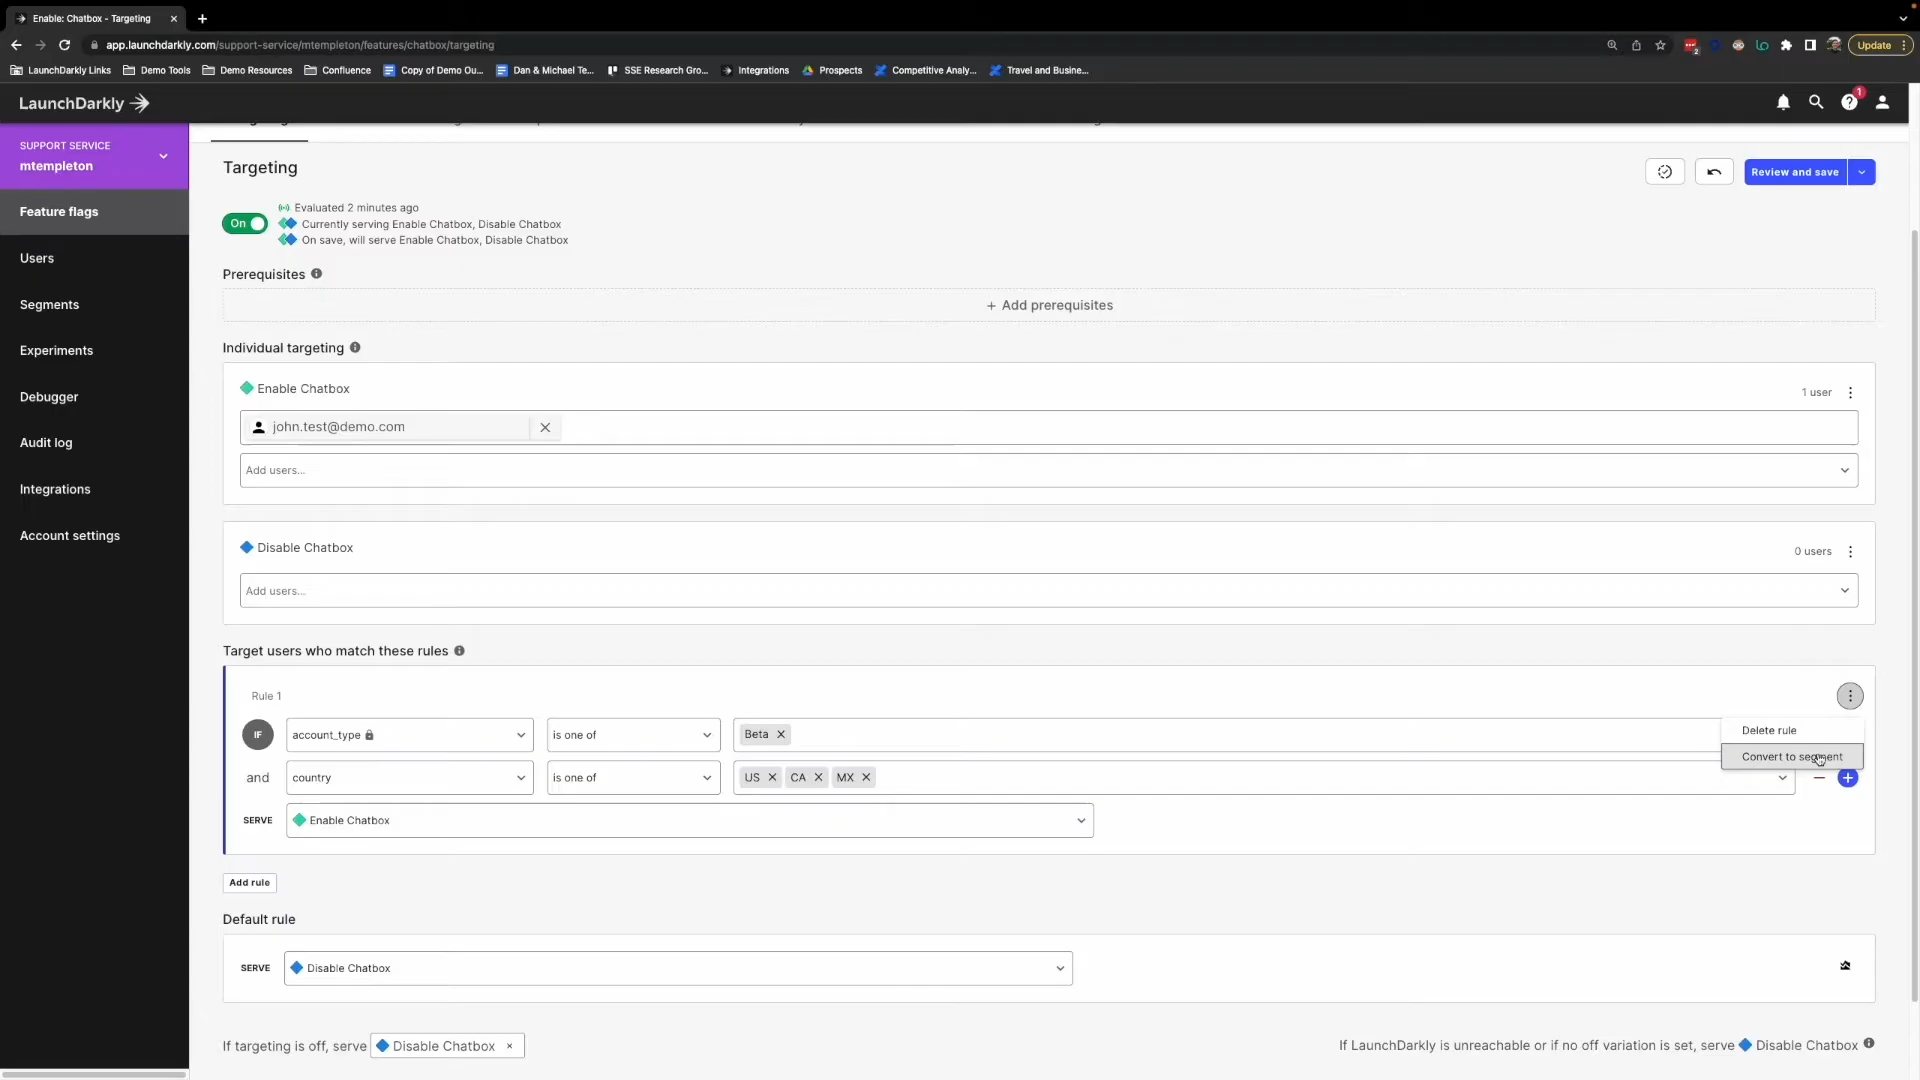 Enable: Chatbox - Targeting
app.launchdarkly.com/support-service/mtempleton/features/chatbox/targeting
Update
LaunchDarkly Links
Demo Tools
Demo Resources
Confluence
Copy of Demo Ou...
Dan & Michael Te...
SSE Research Gro...
Integrations
Prospects
Competitive Analy...
Travel and Busine...
LaunchDarkly
1
SUPPORT SERVICE
mtempleton
Feature flags
Users
Segments
Experiments
Debugger
Audit log
Integrations
Account settings
Targeting
Review and save
On
Evaluated 2 minutes ago
Currently serving Enable Chatbox, Disable Chatbox
On save, will serve Enable Chatbox, Disable Chatbox
Prerequisites
+ Add prerequisites
Individual targeting
Enable Chatbox
1 user
john.test@demo.com
Add users...
Disable Chatbox
0 users
Add users...
Target users who match these rules
Rule 1
IF account_type is one of Beta
Delete rule
Convert to segment
and country is one of US CA MX
SERVE Enable Chatbox
Add rule
Default rule
SERVE Disable Chatbox
If targeting is off, serve Disable Chatbox
If LaunchDarkly is unreachable or if no off variation is set, serve Disable Chatbox